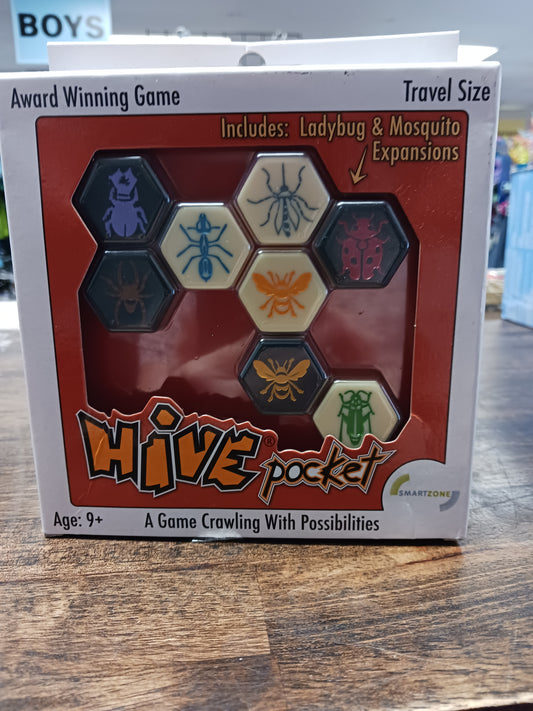 BOYS
Award Winning Game
Travel Size
Includes: Ladybug & Mosquito
Expansions
HIVE®
pocket
SMARTZONE
Age: 9+
A Game Crawling With Possibilities